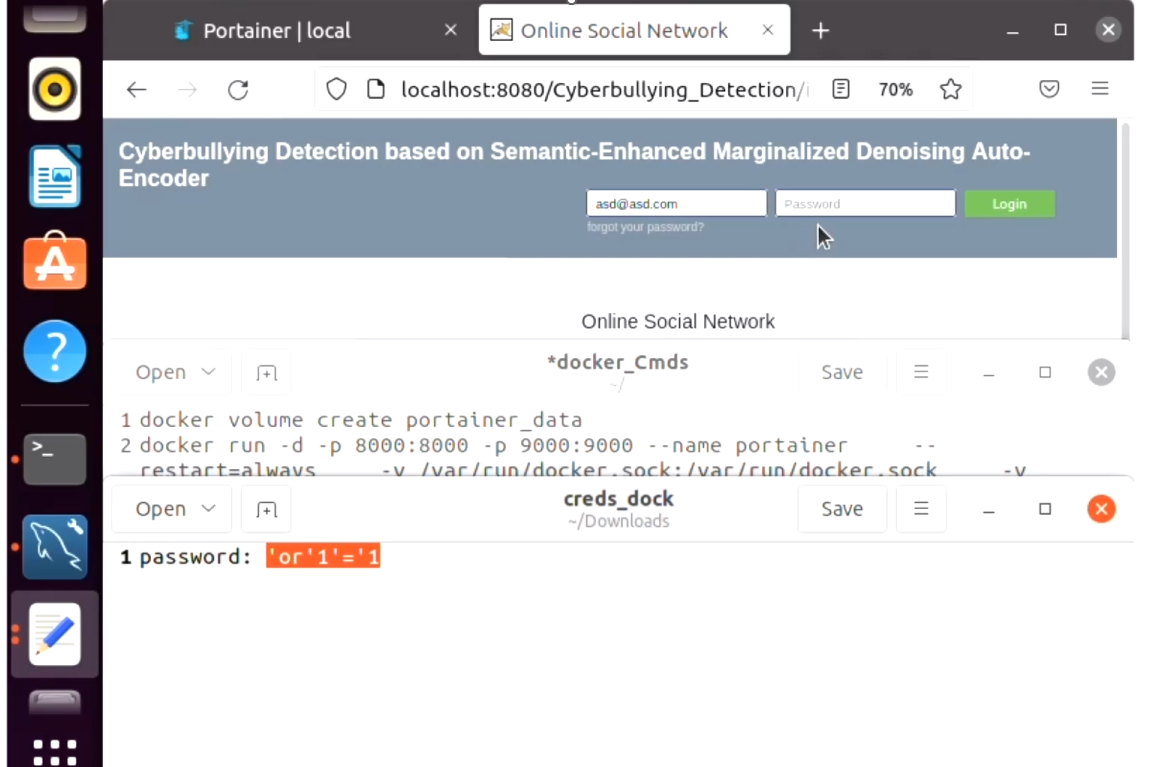 Portainer | local
Online Social Network
localhost:8080/Cyberbullying_Detection/i
70%
Cyberbullying Detection based on Semantic-Enhanced Marginalized Denoising Auto-
Encoder
asd@asd.com
Password
Login
forgot your password?
Online Social Network
Open
*docker_Cmds
Save
~/
1 docker volume create portainer_data
2 docker run -d -p 8000:8000 -p 9000:9000 --name portainer --
restart=always -v /var/run/docker.sock:/var/run/docker.sock -v
Open
creds_dock
Save
~/Downloads
1 password: 'or'1'='1